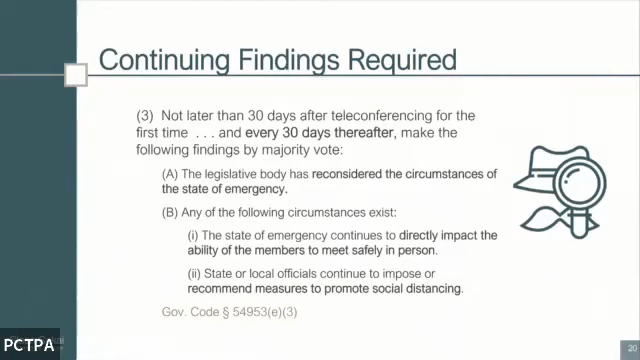 Continuing Findings Required
(3) Not later than 30 days after teleconferencing for the
first time . . . and every 30 days thereafter, make the
following findings by majority vote:
(A) The legislative body has reconsidered the circumstances of
the state of emergency.
(B) Any of the following circumstances exist:
(i) The state of emergency continues to directly impact the
ability of the members to meet safely in person.
(ii) State or local officials continue to impose or
recommend measures to promote social distancing.
Gov. Code § 54953(e)(3)
PCTPA
20